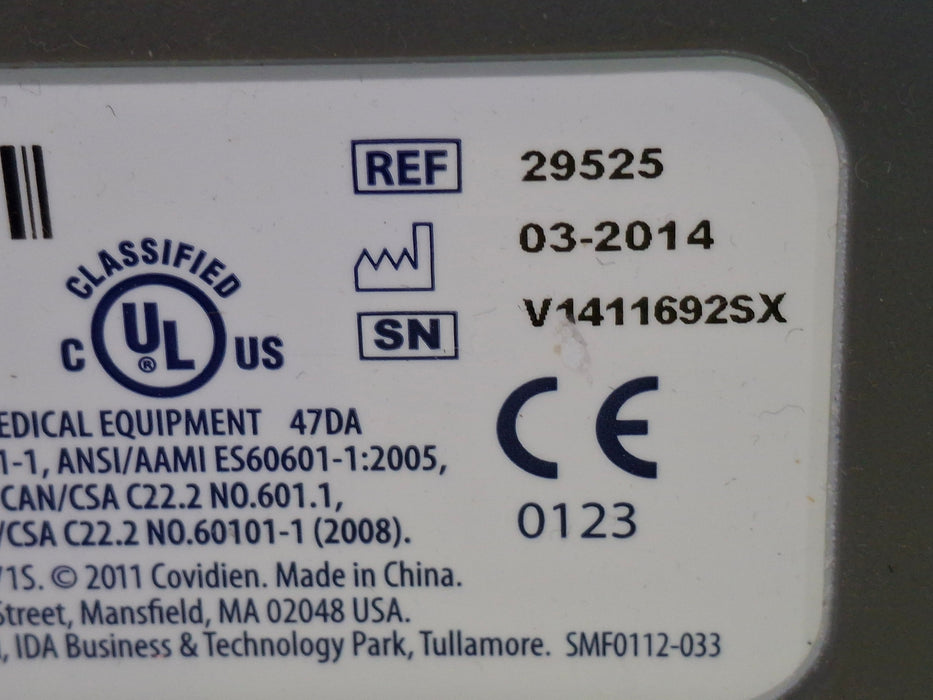 REF 29525
03-2014
SN V1411692SX
CLASSIFIED
C UL ® US
CE
0123
EDICAL EQUIPMENT 47DA
1-1, ANSI/AAMI ES60601-1:2005,
CAN/CSA C22.2 NO.601.1,
/CSA C22.2 NO.60101-1 (2008).
1S. © 2011 Covidien. Made in China.
Street, Mansfield, MA 02048 USA.
, IDA Business & Technology Park, Tullamore. SMF0112-033